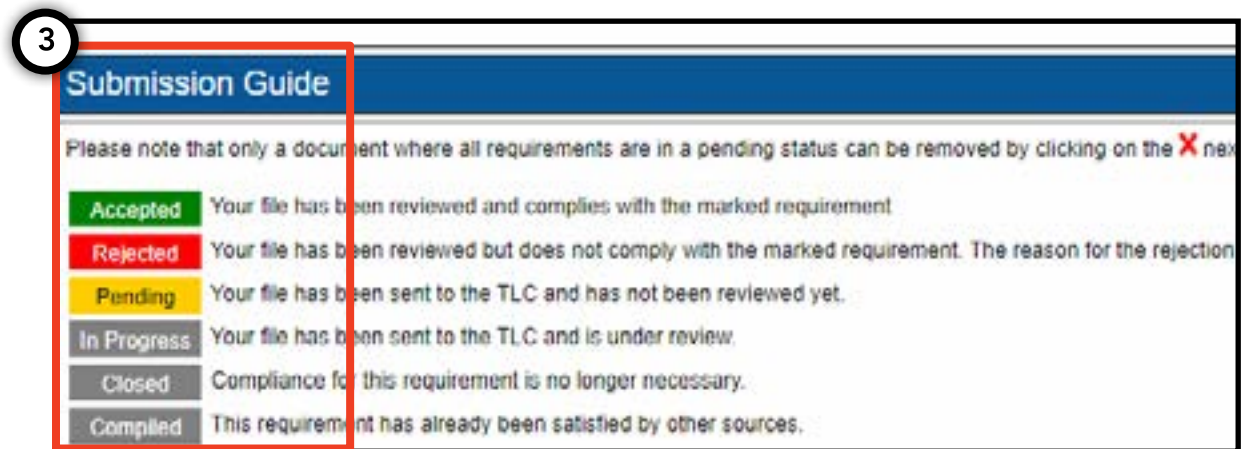 3
Submission Guide
Please note that only a document where all requirements are in a pending status can be removed by clicking on the X nex
Accepted Your file has been reviewed and complies with the marked requirement
Rejected Your file has been reviewed but does not comply with the marked requirement. The reason for the rejection
Pending Your file has been sent to the TLC and has not been reviewed yet.
In Progress Your file has been sent to the TLC and is under review.
Closed Compliance for this requirement is no longer necessary.
Compiled This requirement has already been satisfied by other sources.